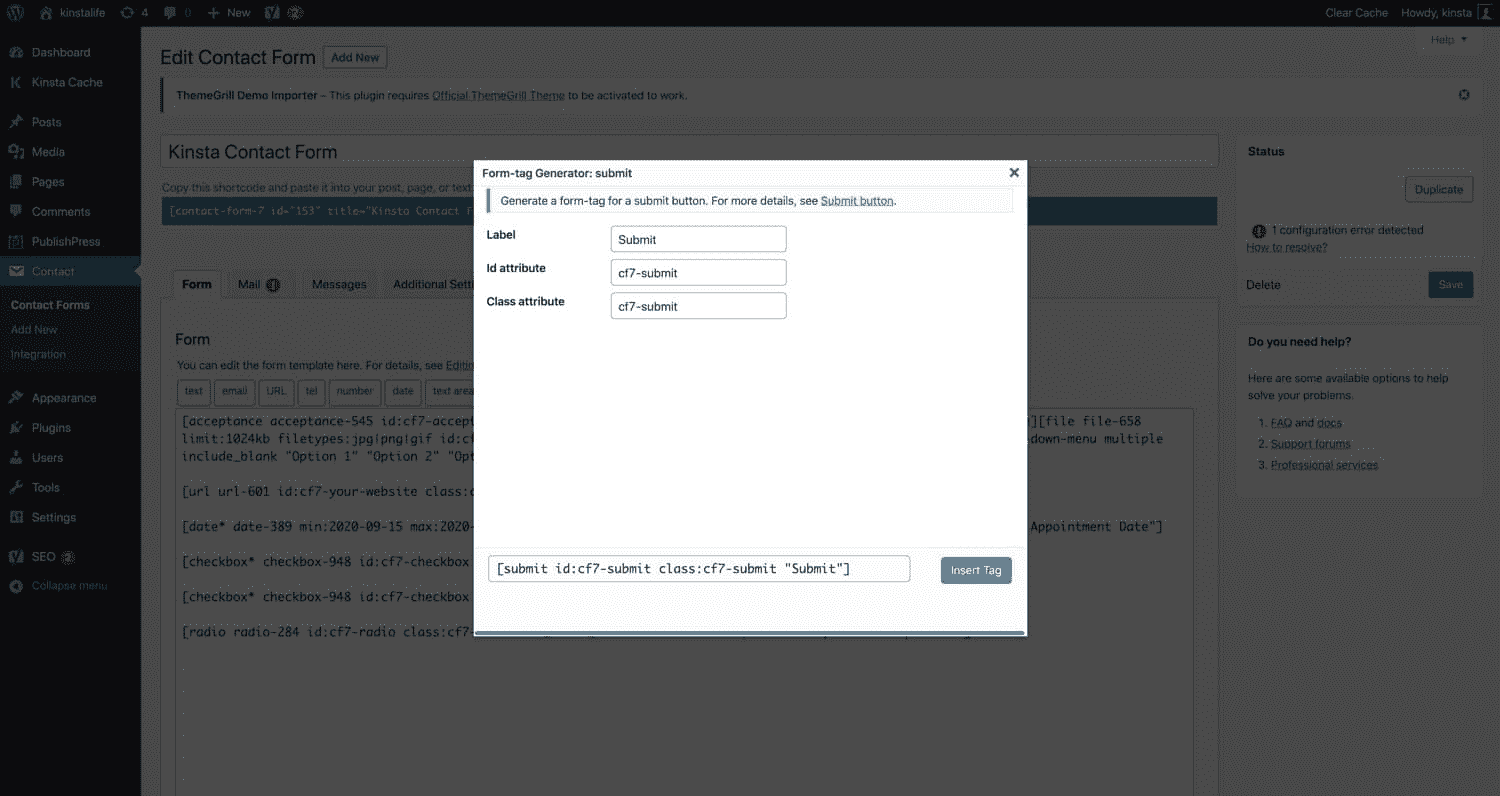 kinstalife 4 0 New 2 Clear Cache Howdy, kinsta
Dashboard
Kinsta Cache
Posts
Media
Pages
Comments
PublishPress
Contact
Contact Forms
Add New
Integration
Appearance
Plugins
Users
Tools
Settings
SEO 2
Collapse menu
Help
Edit Contact Form Add New
ThemeGrill Demo Importer – This plugin requires Official ThemeGrill Theme to be activated to work.
Kinsta Contact Form
Copy this shortcode and paste it into your post, page, or text
[contact-form-7 id="153" title="Kinsta Contact F
Form Mail Messages Additional Setti
Form
You can edit the form template here. For details, see Editin
text email URL tel number date text area
[acceptance acceptance-545 id:cf7-accept ][file file-658
limit:1024kb filetypes:jpg|png|gif id:cf down-menu multiple
include_blank "Option 1" "Option 2" "Opt
[url url-601 id:cf7-your-website class:c
[date* date-389 min:2020-09-15 max:2020- Appointment Date"]
[checkbox* checkbox-948 id:cf7-checkbox
[checkbox* checkbox-948 id:cf7-checkbox
[radio radio-284 id:cf7-radio class:cf7-
Form-tag Generator: submit
Generate a form-tag for a submit button. For more details, see Submit button.
Label Submit
Id attribute cf7-submit
Class attribute cf7-submit
[submit id:cf7-submit class:cf7-submit "Submit"] Insert Tag
Status
Duplicate
1 configuration error detected
How to resolve?
Delete Save
Do you need help?
Here are some available options to help
solve your problems.
1. FAQ and docs
2. Support forums
3. Professional services